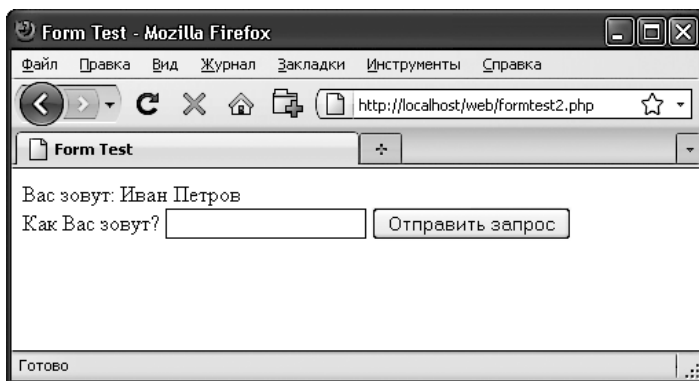 Form Test - Mozilla Firefox
Файл Правка Вид Журнал Закладки Инструменты Справка
http://localhost/web/formtest2.php
Form Test
Вас зовут: Иван Петров
Как Вас зовут? Отправить запрос
Готово